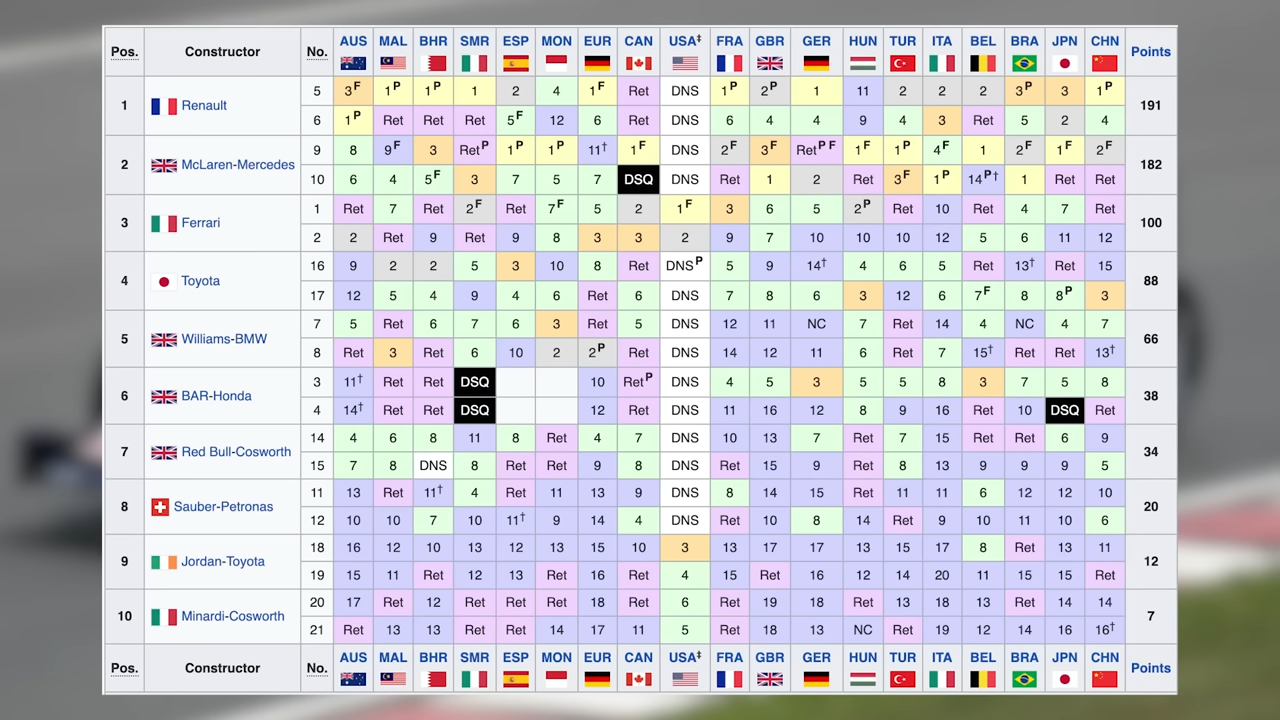 Pos. Constructor No. AUS MAL BHR SMR ESP MON EUR CAN USA‡ FRA GBR GER HUN TUR ITA BEL BRA JPN CHN Points
1 Renault 5 3F 1P 1P 1 2 4 1F Ret DNS 1P 2P 1 11 2 2 2 3P 3 1P 191
6 1P Ret Ret Ret 5F 12 6 Ret DNS 6 4 4 9 4 3 Ret 5 2 4
2 McLaren-Mercedes 9 8 9F 3 RetP 1P 1P 11† 1F DNS 2F 3F RetP F 1F 1P 4F 1 2F 1F 2F 182
10 6 4 5F 3 7 5 7 DSQ DNS Ret 1 2 Ret 3F 1P 14P† 1 Ret Ret
3 Ferrari 1 Ret 7 Ret 2F Ret 7F 5 2 1F 3 6 5 2P Ret 10 Ret 4 7 Ret 100
2 2 Ret 9 Ret 9 8 3 3 2 9 7 10 10 10 12 5 6 11 12
4 Toyota 16 9 2 2 5 3 10 8 Ret DNSP 5 9 14† 4 6 5 Ret 13† Ret 15 88
17 12 5 4 9 4 6 Ret 6 DNS 7 8 6 3 12 6 7F 8 8P 3
5 Williams-BMW 7 5 Ret 6 7 6 3 Ret 5 DNS 12 11 NC 7 Ret 14 4 NC 4 7 66
8 Ret 3 Ret 6 10 2 2P Ret DNS 14 12 11 6 Ret 7 15† Ret Ret 13†
6 BAR-Honda 3 11† Ret Ret DSQ 10 RetP DNS 4 5 3 5 5 8 3 7 5 8 38
4 14† Ret Ret DSQ 12 Ret DNS 11 16 12 8 9 16 Ret 10 DSQ Ret
7 Red Bull-Cosworth 14 4 6 8 11 8 Ret 4 7 DNS 10 13 7 Ret 7 15 Ret Ret 6 9 34
15 7 8 DNS 8 Ret Ret 9 8 DNS Ret 15 9 Ret 8 13 9 9 9 5
8 Sauber-Petronas 11 13 Ret 11† 4 Ret 11 13 9 DNS 8 14 15 Ret 11 11 6 12 12 10 20
12 10 10 7 10 11† 9 14 4 DNS Ret 10 8 14 Ret 9 10 11 10 6
9 Jordan-Toyota 18 16 12 10 13 12 13 15 10 3 13 17 17 13 15 17 8 Ret 13 11 12
19 15 11 Ret 12 13 Ret 16 Ret 4 15 Ret 16 12 14 20 11 15 15 Ret
10 Minardi-Cosworth 20 17 Ret 12 Ret Ret Ret 18 Ret 6 Ret 19 18 Ret 13 18 13 Ret 14 14 7
21 Ret 13 13 Ret Ret 14 17 11 5 Ret 18 13 NC Ret 19 12 14 16 16†
Pos. Constructor No. AUS MAL BHR SMR ESP MON EUR CAN USA‡ FRA GBR GER HUN TUR ITA BEL BRA JPN CHN Points